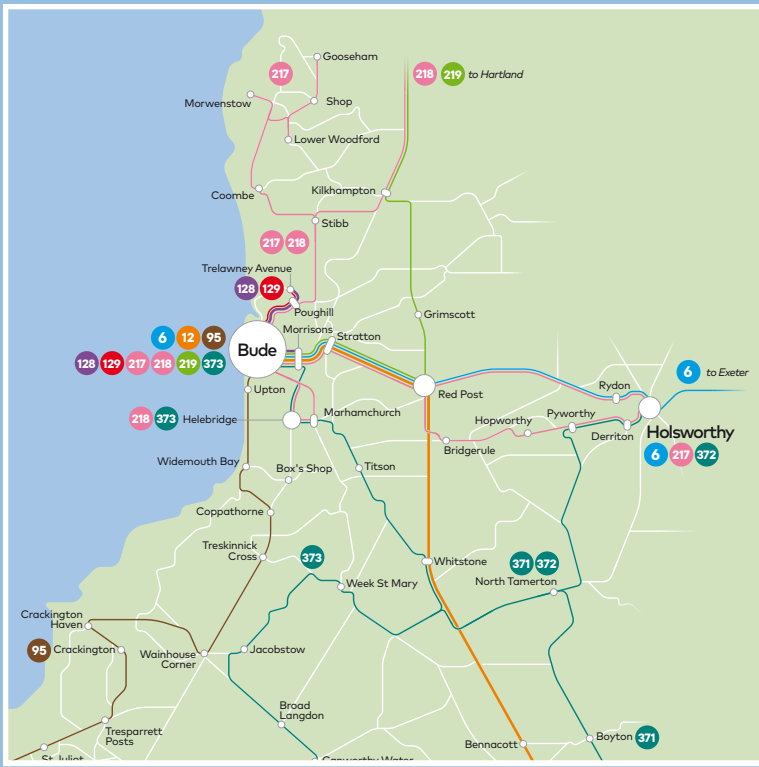 Gooseham
217
218 219 to Hartland
Morwenstow
Shop
Lower Woodford
Coombe
Kilkhampton
Stibb
217 218
Trelawney Avenue
128 129
Poughill
Grimscott
Morrisons
6 12 95
Stratton
Bude
128 129 217 218 219 373
6 to Exeter
Rydon
Upton
Red Post
Holsworthy
6 217 372
218 373 Helebridge
Marhamchurch
Hopworthy
Pyworthy
Derriton
Bridgerule
Widemouth Bay
Box's Shop
Titson
Coppathorne
Treskinnick
Cross
373
Whitstone
371 372
North Tamerton
Week St Mary
Crackington
Haven
95 Crackington
Wainhouse
Corner
Jacobstow
Broad
Langdon
Tresparrett
Posts
Bennacott
Boyton 371
St Juliot
Canworthy Water